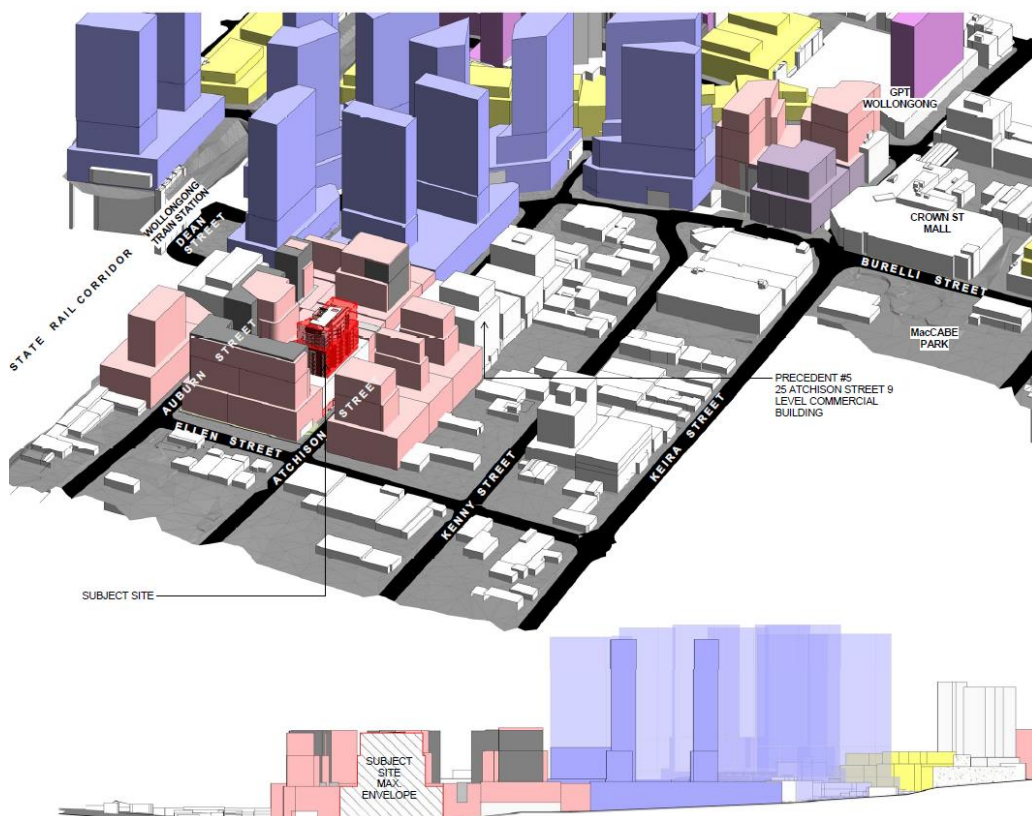 GPT
WOLLONGONG
WOLLONGONG
TRAIN STATION
DEAN
STREET
STATE RAIL CORRIDOR
CROWN ST
MALL
BURELLI STREET
MacCABE
PARK
AUBURN STREET
PRECEDENT #5
25 ATCHISON STREET 9
LEVEL COMMERCIAL
BUILDING
ELLEN STREET
ATCHISON STREET
KENNY STREET
KEIRA STREET
SUBJECT SITE
SUBJECT
SITE
MAX.
ENVELOPE